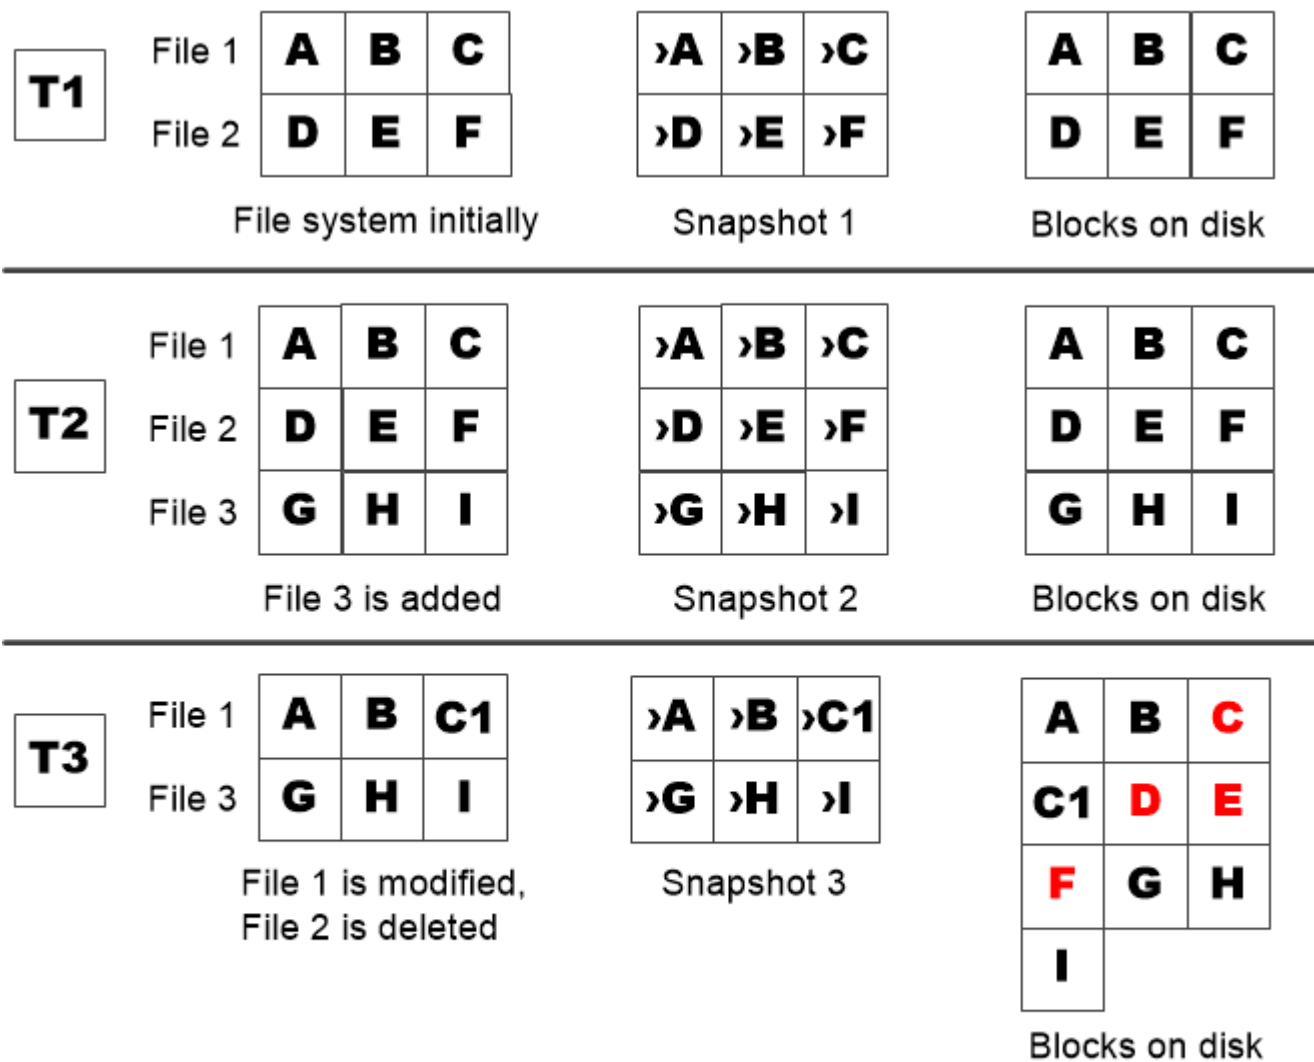 T1
File 1 A B C ›A ›B ›C A B C
File 2 D E F ›D ›E ›F D E F
File system initially Snapshot 1 Blocks on disk
T2
File 1 A B C ›A ›B ›C A B C
File 2 D E F ›D ›E ›F D E F
File 3 G H I ›G ›H ›I G H I
File 3 is added Snapshot 2 Blocks on disk
T3
File 1 A B C1 ›A ›B ›C1 A B C
File 3 G H I ›G ›H ›I C1 D E
File 1 is modified, Snapshot 3 F G H
File 2 is deleted
I
Blocks on disk